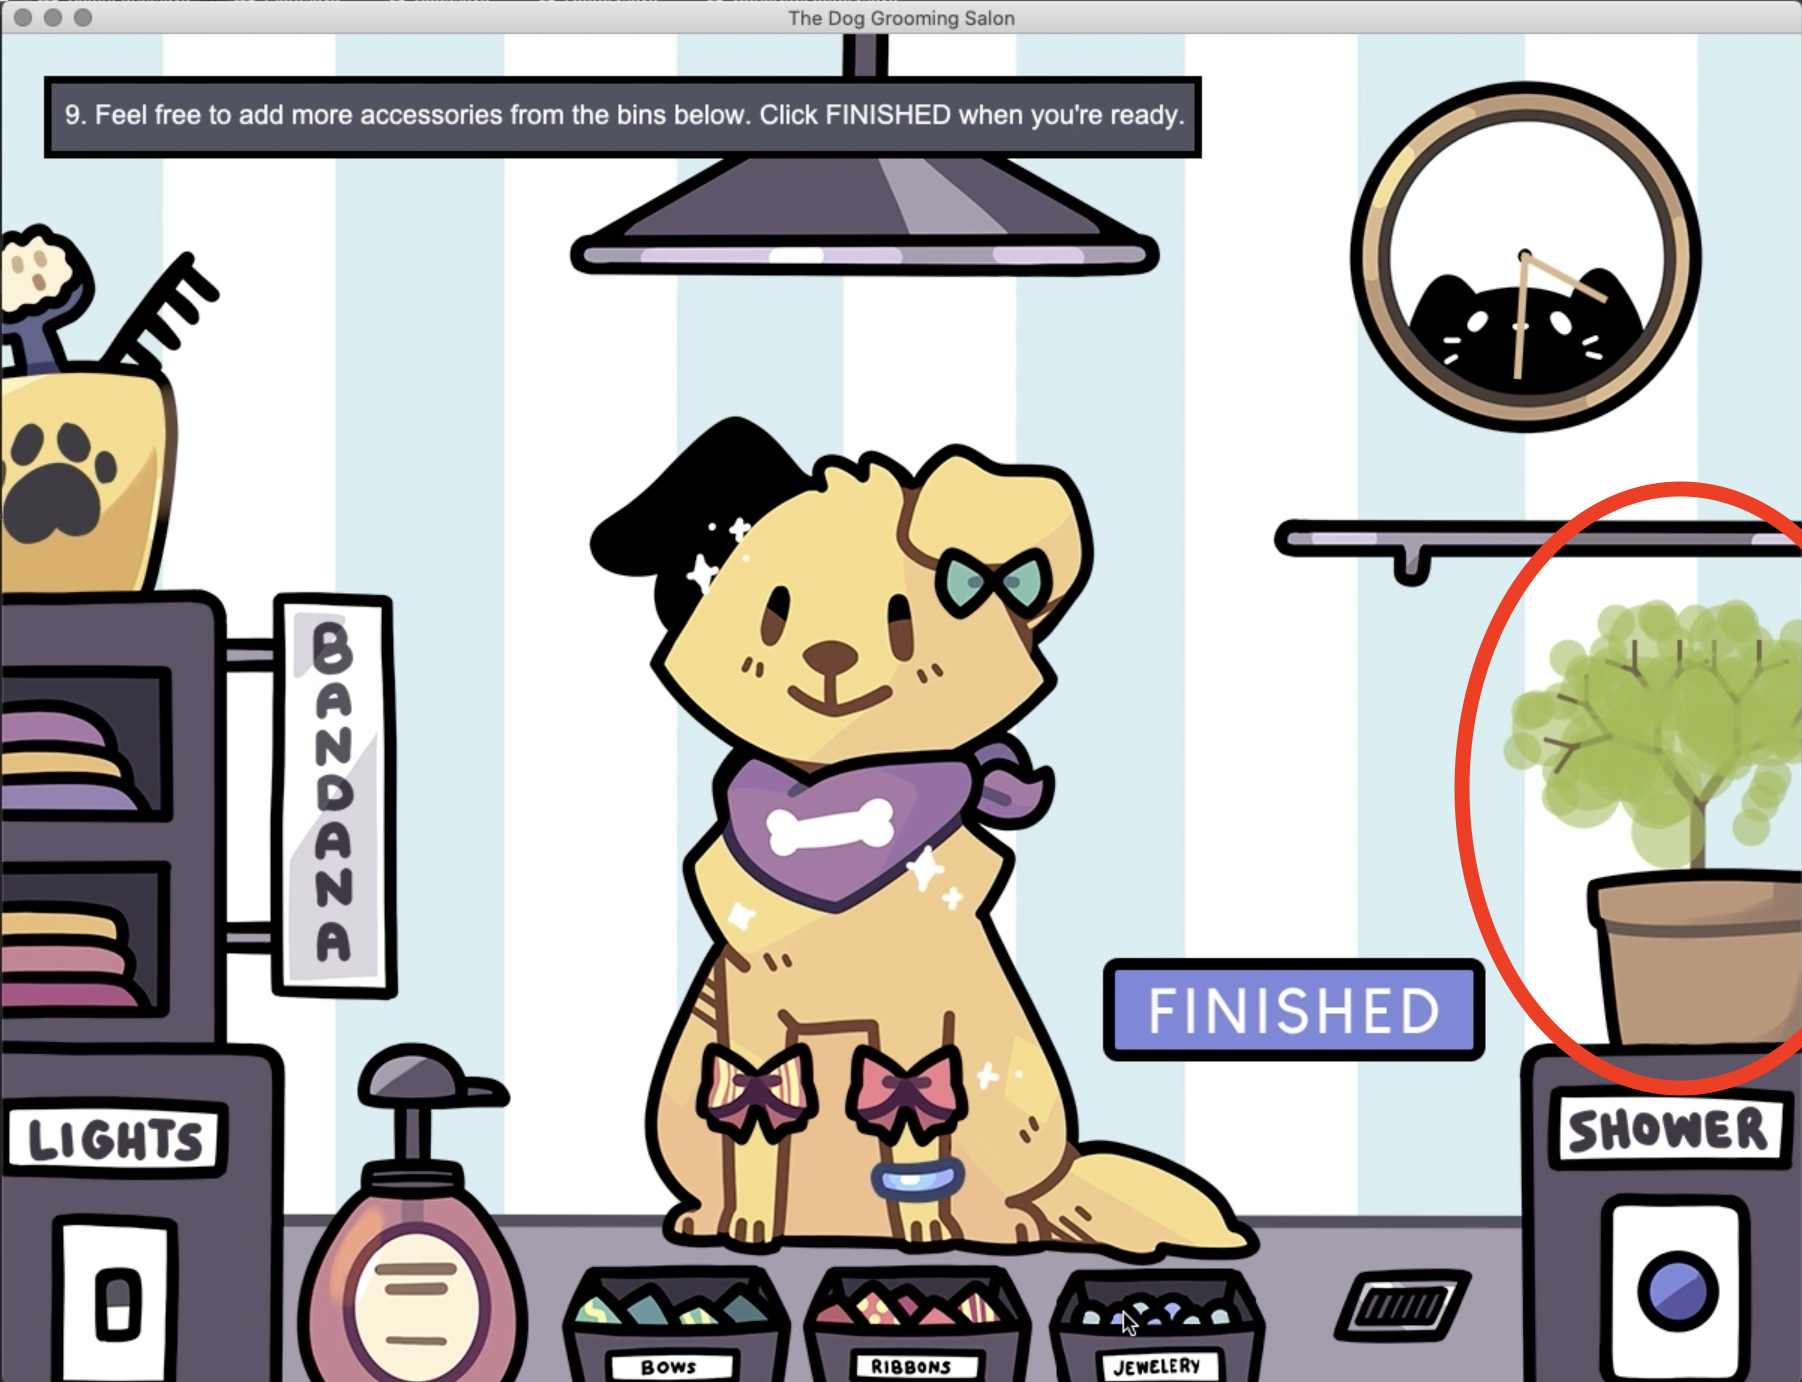 The Dog Grooming Salon
9. Feel free to add more accessories from the bins below. Click FINISHED when you're ready.
BANDANA
FINISHED
LIGHTS
SHOWER
BOWS
RIBBONS
JEWELERY